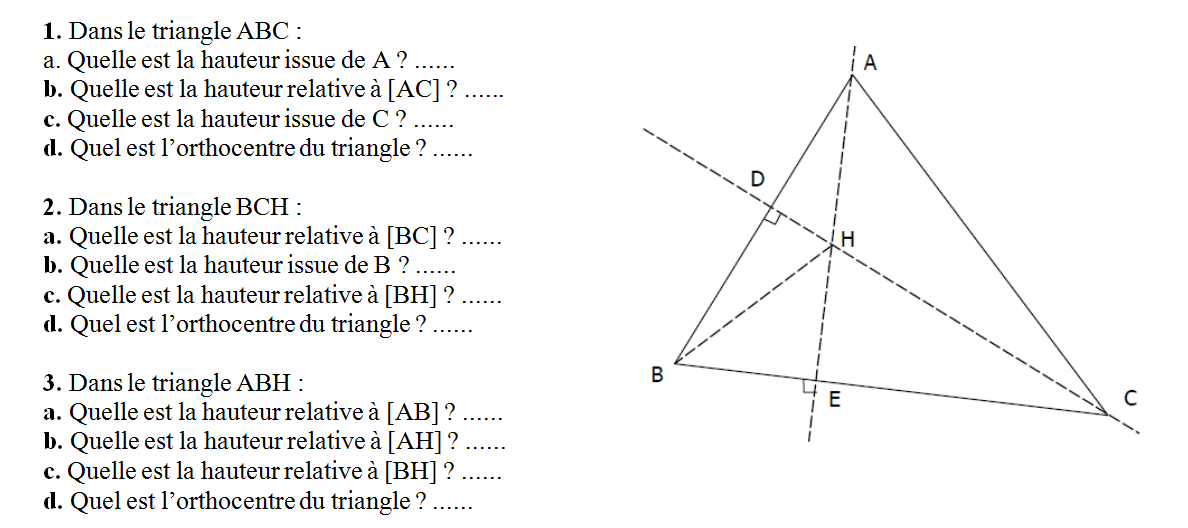 1. Dans le triangle ABC :
a. Quelle est la hauteur issue de A ? ......
b. Quelle est la hauteur relative à [AC] ? ......
c. Quelle est la hauteur issue de C ? ......
d. Quel est l’orthocentre du triangle ? ......
2. Dans le triangle BCH :
a. Quelle est la hauteur relative à [BC] ? ......
b. Quelle est la hauteur issue de B ? ......
c. Quelle est la hauteur relative à [BH] ? ......
d. Quel est l’orthocentre du triangle ? ......
3. Dans le triangle ABH :
a. Quelle est la hauteur relative à [AB] ? ......
b. Quelle est la hauteur relative à [AH] ? ......
c. Quelle est la hauteur relative à [BH] ? ......
d. Quel est l’orthocentre du triangle ? ......
A
D
H
B
E
C